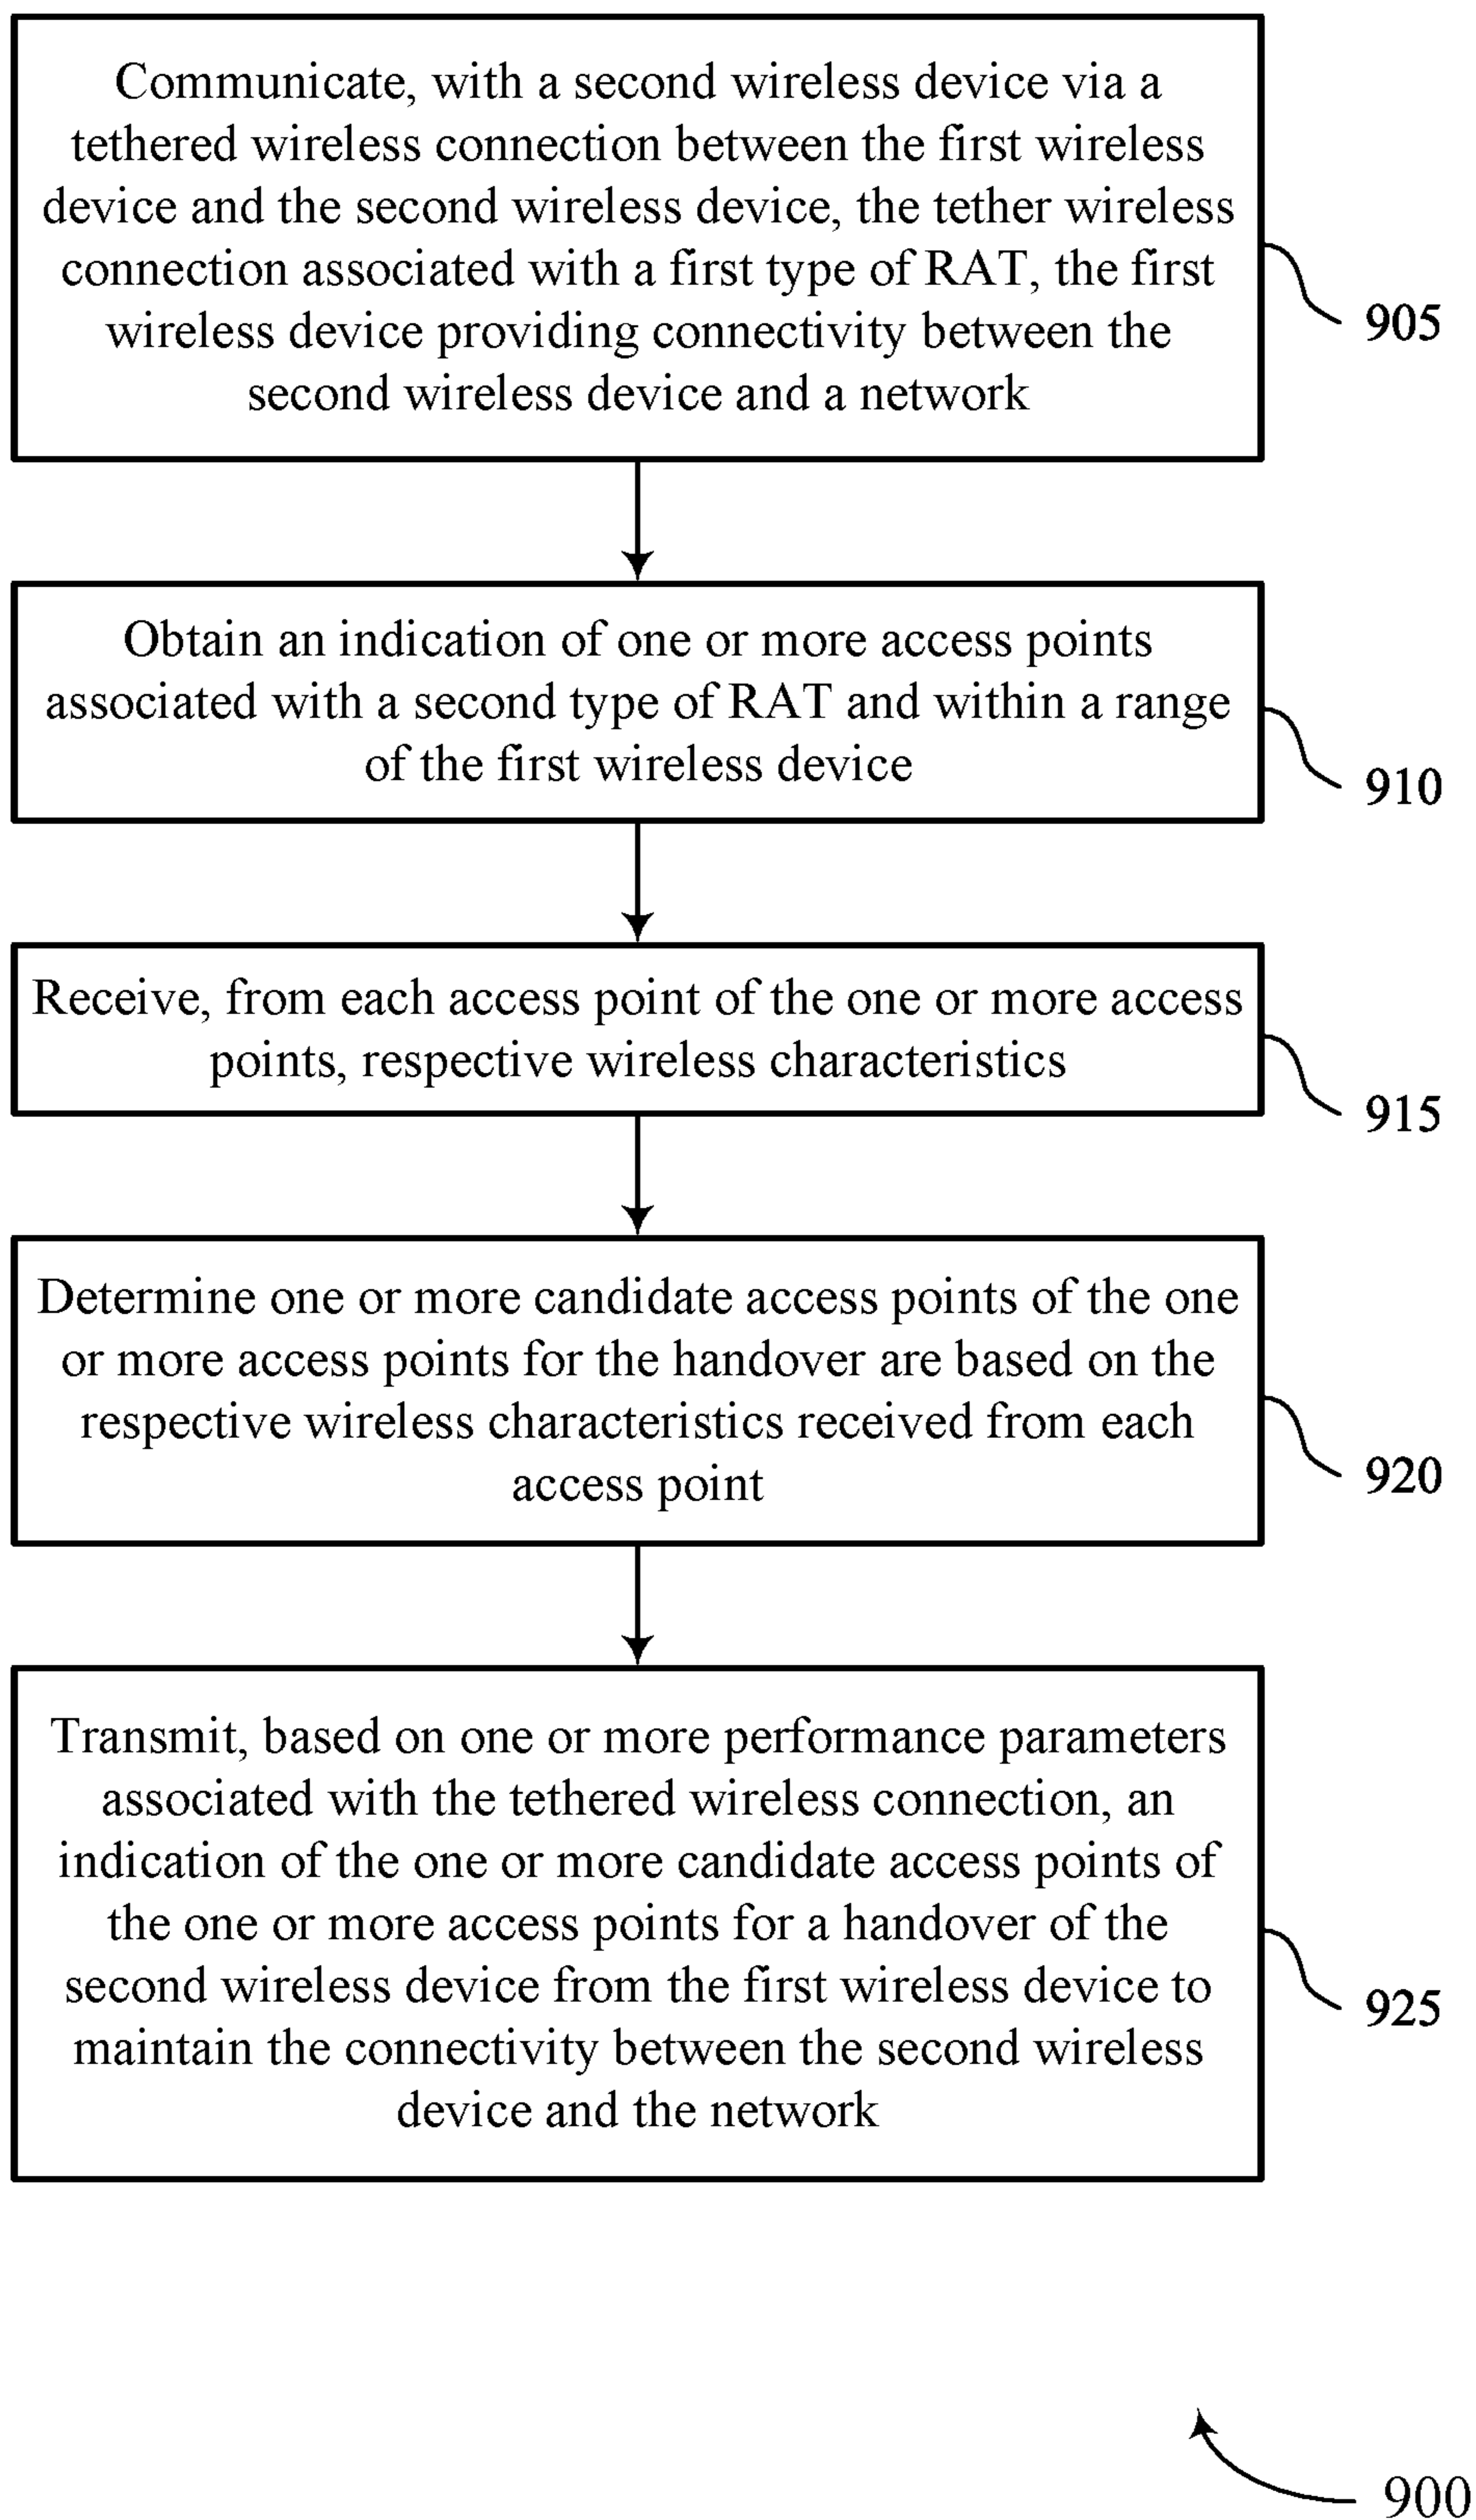 Communicate, with a second wireless device via a
tethered wireless connection between the first wireless
device and the second wireless device, the tether wireless
connection associated with a first type of RAT, the first
wireless device providing connectivity between the
second wireless device and a network
905
Obtain an indication of one or more access points
associated with a second type of RAT and within a range
of the first wireless device
910
Receive, from each access point of the one or more access
points, respective wireless characteristics
915
Determine one or more candidate access points of the one
or more access points for the handover are based on the
respective wireless characteristics received from each
access point
920
Transmit, based on one or more performance parameters
associated with the tethered wireless connection, an
indication of the one or more candidate access points of
the one or more access points for a handover of the
second wireless device from the first wireless device to
maintain the connectivity between the second wireless
device and the network
925
900